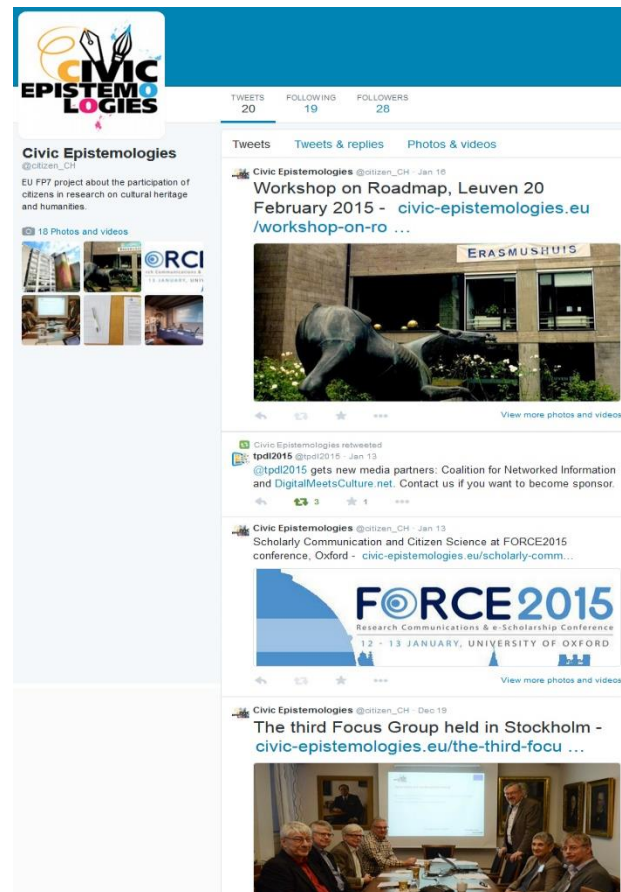 CIVIC
EPISTEMO
LOGIES
TWEETS
20
FOLLOWING
19
FOLLOWERS
28
Civic Epistemologies
@citizen_CH
EU FP7 project about the participation of
citizens in research on cultural heritage
and humanities.
18 Photos and videos
FORCE
12 - 13 JANUARY, UNIV
Tweets Tweets & replies Photos & videos
Civic Epistemologies @citizen_CH · Jan 16
Workshop on Roadmap, Leuven 20
February 2015 - civic-epistemologies.eu
/workshop-on-ro ...
ERASMUSHUIS
View more photos and videos
Civic Epistemologies retweeted
tpdl2015 @tpdl2015 · Jan 13
@tpdl2015 gets new media partners: Coalition for Networked Information
and DigitalMeetsCulture.net. Contact us if you want to become sponsor.
3 1
Civic Epistemologies @citizen_CH · Jan 13
Scholarly Communication and Citizen Science at FORCE2015
conference, Oxford - civic-epistemologies.eu/scholarly-comm...
FORCE2015
Research Communications & e-Scholarship Conference
12 - 13 JANUARY, UNIVERSITY OF OXFORD
View more photos and videos
Civic Epistemologies @citizen_CH · Dec 19
The third Focus Group held in Stockholm -
civic-epistemologies.eu/the-third-focu ...